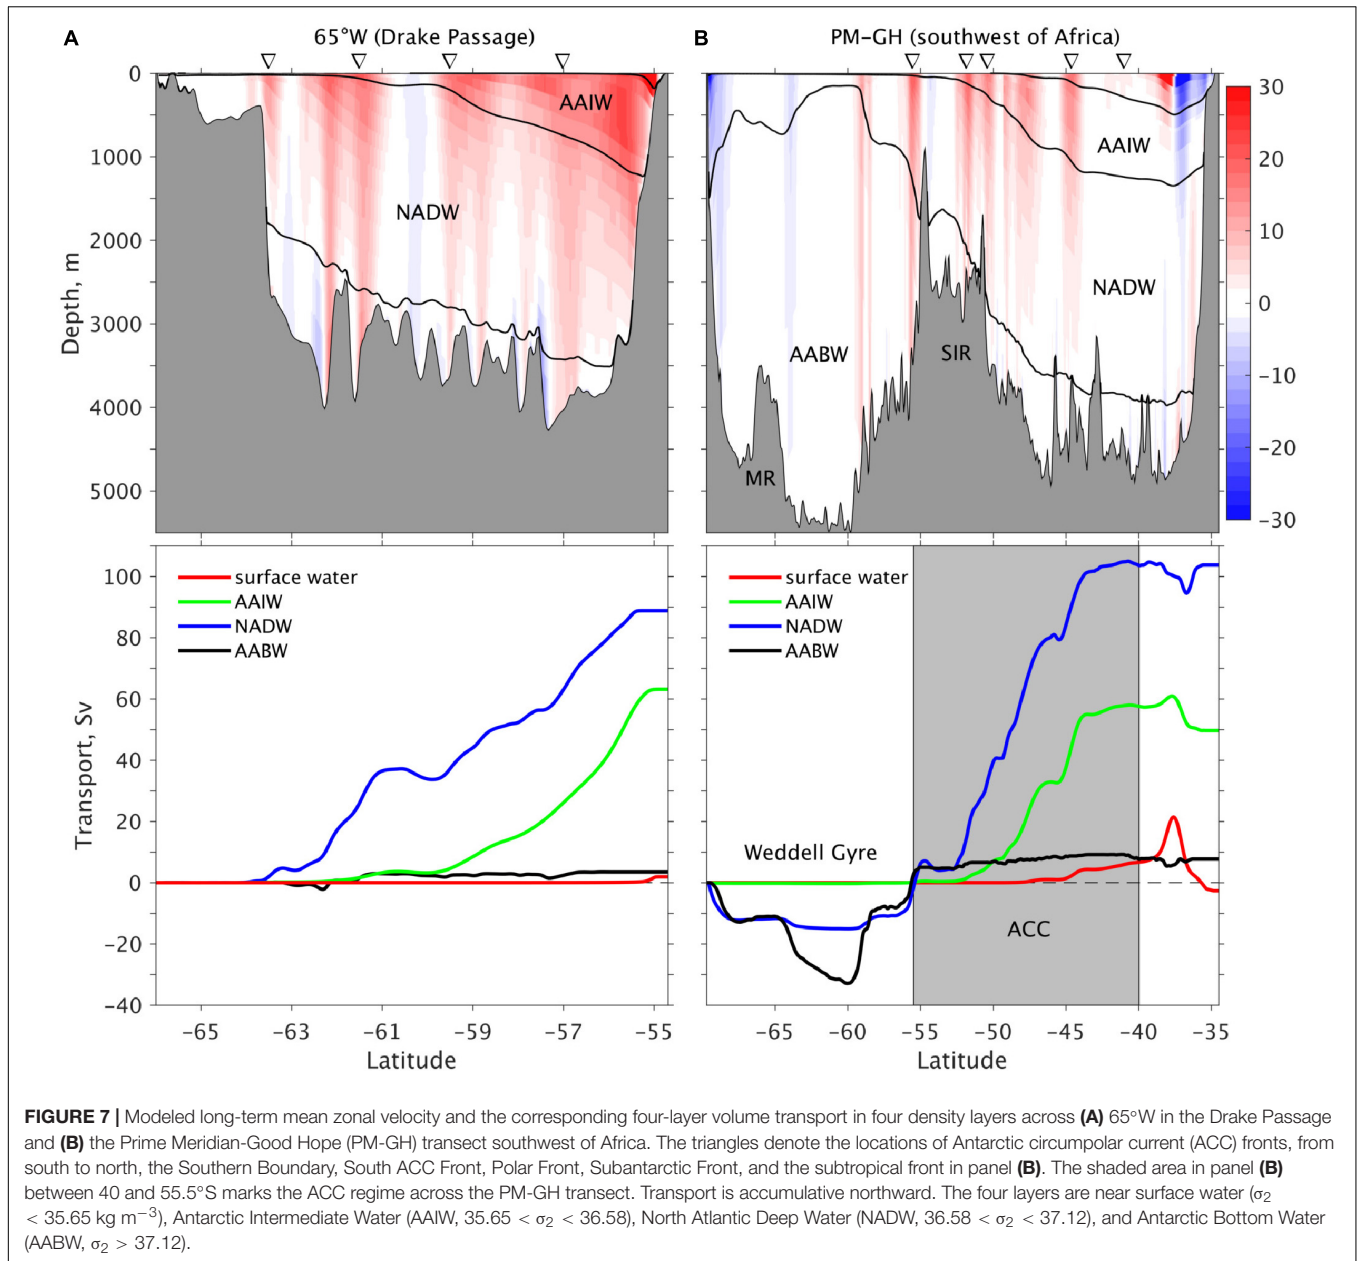 A
65°W (Drake Passage)
B
PM-GH (southwest of Africa)
0
1000
2000
3000
4000
5000
Depth, m
AAIW
NADW
AAIW
NADW
AABW
SIR
MR
30
20
10
0
-10
-20
-30
100
80
60
40
20
0
-20
-40
Transport, Sv
surface water
AAIW
NADW
AABW
surface water
AAIW
NADW
AABW
Weddell Gyre
ACC
-65 -63 -61 -59 -57 -55
Latitude
-65 -60 -55 -50 -45 -40 -35
Latitude
FIGURE 7 | Modeled long-term mean zonal velocity and the corresponding four-layer volume transport in four density layers across (A) 65°W in the Drake Passage
and (B) the Prime Meridian-Good Hope (PM-GH) transect southwest of Africa. The triangles denote the locations of Antarctic circumpolar current (ACC) fronts, from
south to north, the Southern Boundary, South ACC Front, Polar Front, Subantarctic Front, and the subtropical front in panel (B). The shaded area in panel (B)
between 40 and 55.5°S marks the ACC regime across the PM-GH transect. Transport is accumulative northward. The four layers are near surface water (σ2
< 35.65 kg m−3), Antarctic Intermediate Water (AAIW, 35.65 < σ2 < 36.58), North Atlantic Deep Water (NADW, 36.58 < σ2 < 37.12), and Antarctic Bottom Water
(AABW, σ2 > 37.12).